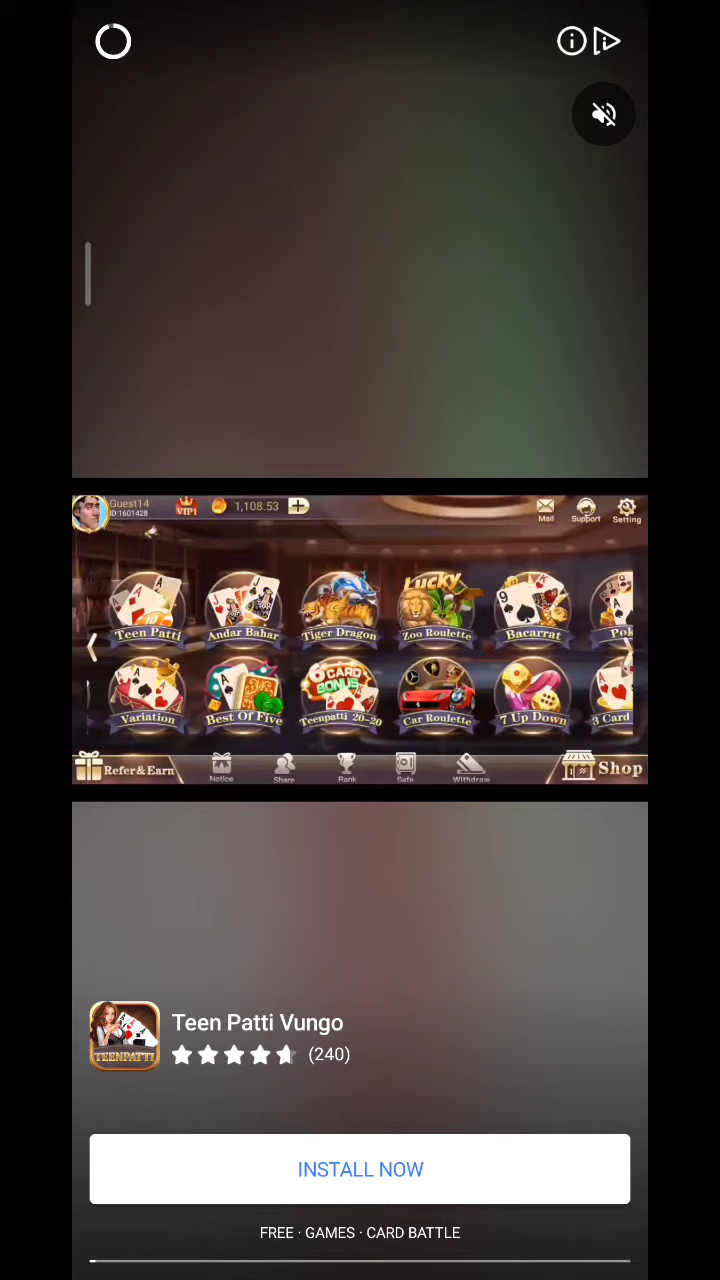 Guest14
ID:1601428
VIP1
1,108.53
Mail
Support
Setting
Teen Patti
Andar Bahar
Tiger Dragon
Lucky
Zoo Roulette
Bacarrat
Pok
Variation
Best Of Five
6 CARD
BONUS
Teenpatti 20-20
Car Roulette
7 Up Down
3 Card
Refer&Earn
Notice
Share
Rank
Safe
Withdraw
Shop
TEENPATTI
Teen Patti Vungo
(240)
INSTALL NOW
FREE · GAMES · CARD BATTLE